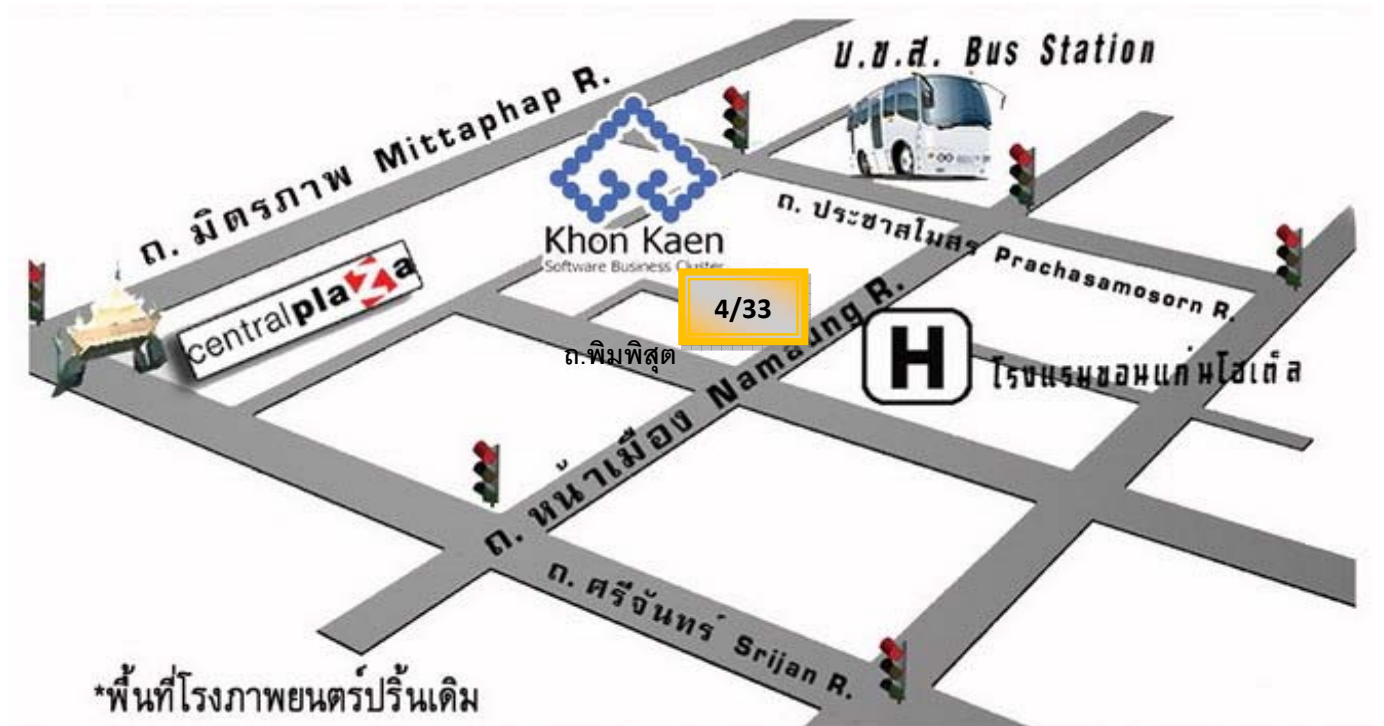 บ.ข.ส. Bus Station
ถ. มิตรภาพ Mittaphap R.
Khon Kaen
Software Business Cluster
centralplaza
ถ. ประชาสโมสร Prachasamosorn R.
4/33
ถ.พิมพิสุต
H
โรงแรมขอนแก่นโฮเต็ล
ถ. หน้าเมือง Namaung R.
ถ. ศรีจันทร์ Srijan R.
*พื้นที่โรงภาพยนตร์ปริ้นเดิม